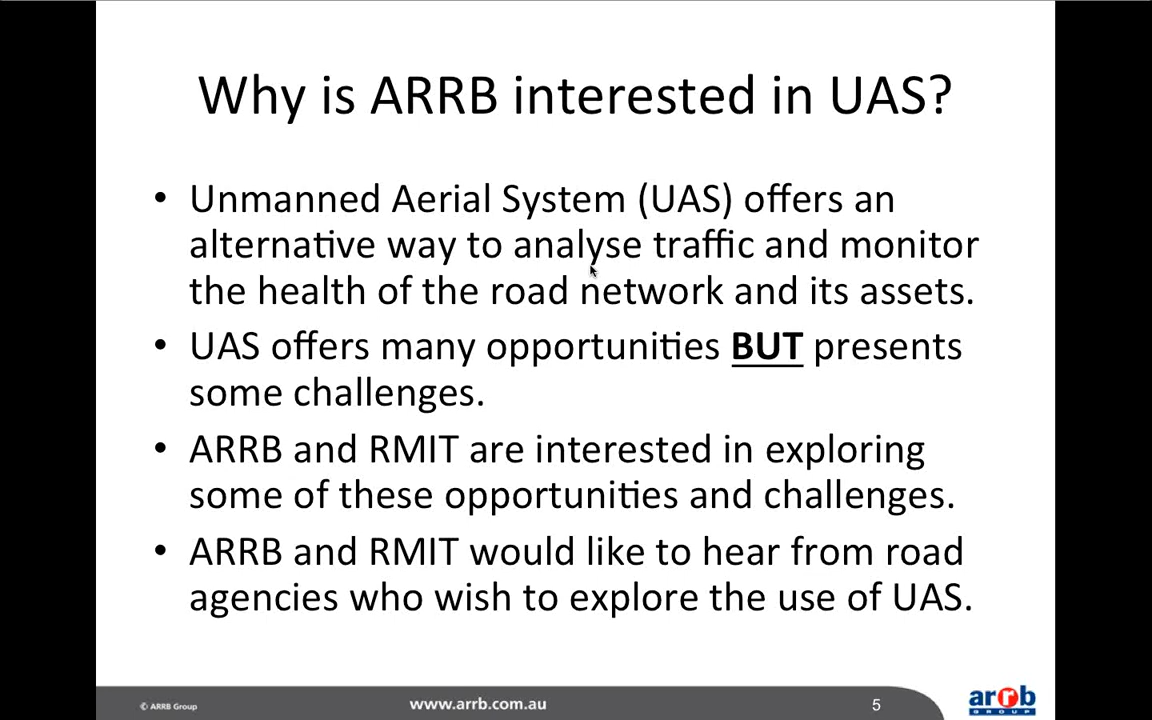 Why is ARRB interested in UAS?
• Unmanned Aerial System (UAS) offers an
alternative way to analyse traffic and monitor
the health of the road network and its assets.
• UAS offers many opportunities BUT presents
some challenges.
• ARRB and RMIT are interested in exploring
some of these opportunities and challenges.
• ARRB and RMIT would like to hear from road
agencies who wish to explore the use of UAS.
© ARRB Group www.arrb.com.au 5 arrb
GROUP